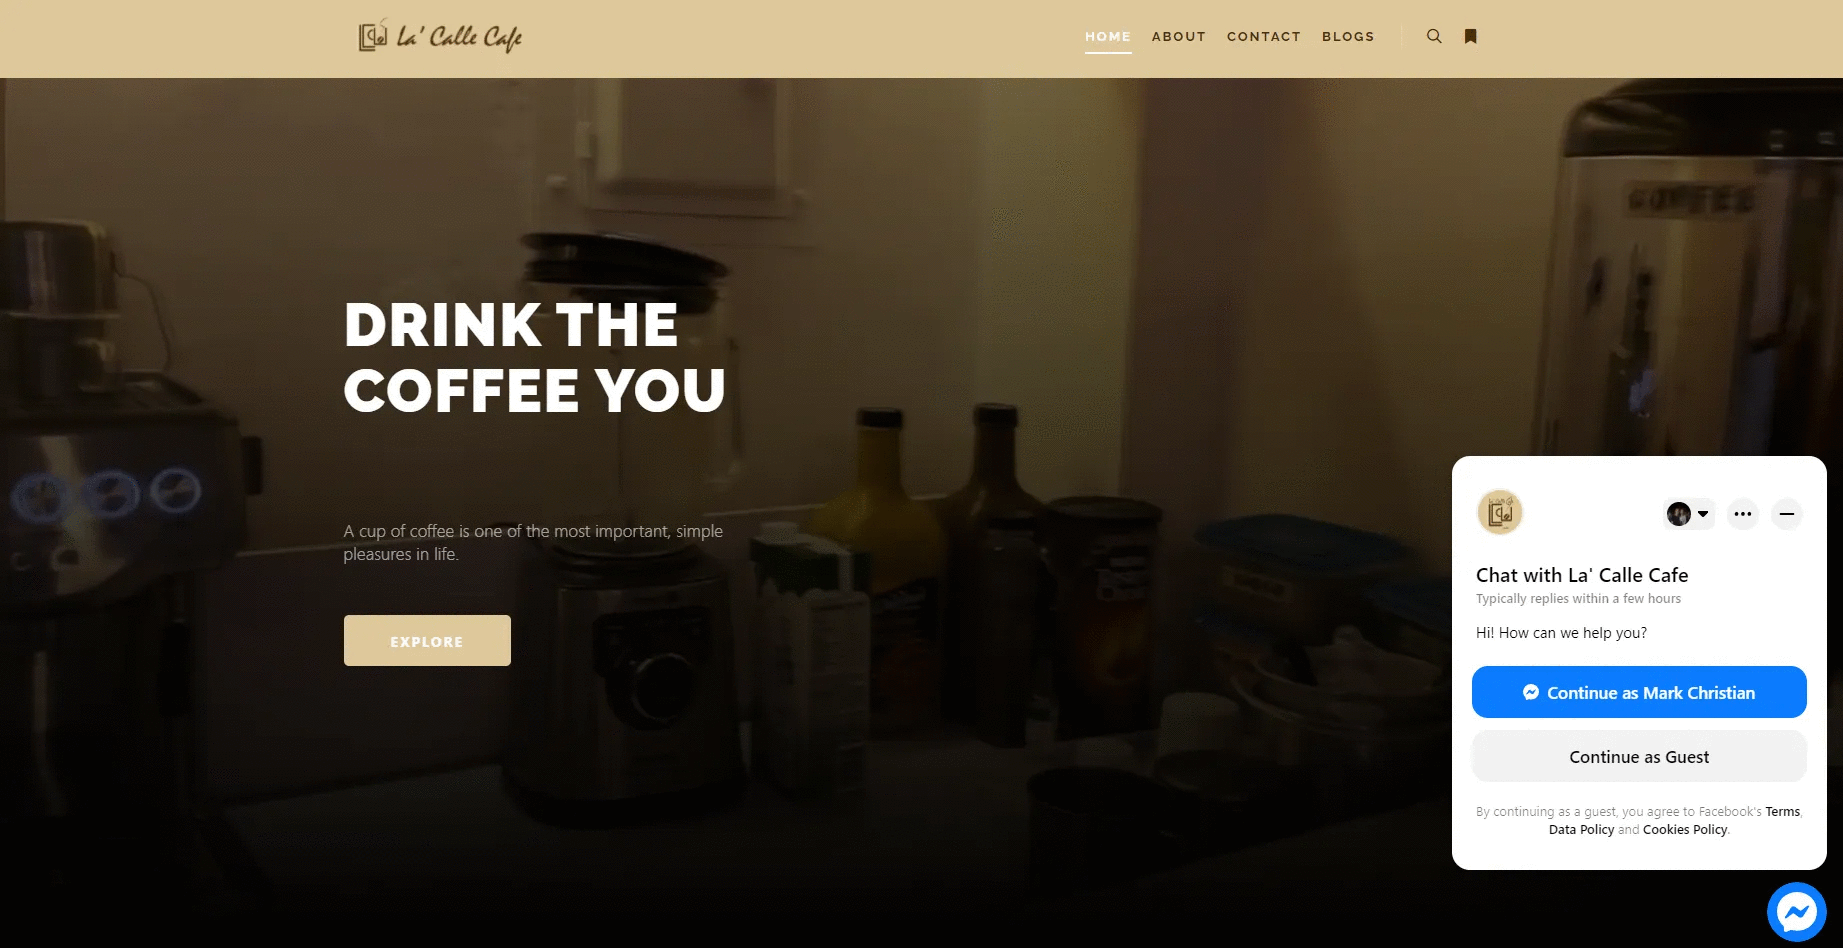 La' Calle Cafe
HOME ABOUT CONTACT BLOGS
DRINK THE
COFFEE YOU
A cup of coffee is one of the most important, simple
pleasures in life.
EXPLORE
Chat with La' Calle Cafe
Typically replies within a few hours
Hi! How can we help you?
Continue as Mark Christian
Continue as Guest
By continuing as a guest, you agree to Facebook's Terms,
Data Policy and Cookies Policy.